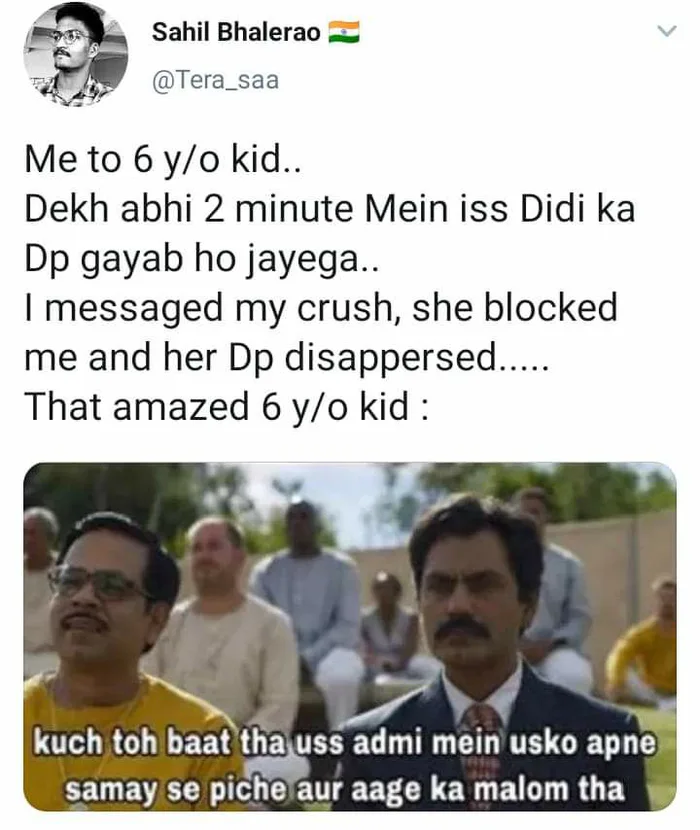 Sahil Bhalerao 🇮🇳
@Tera_saa
Me to 6 y/o kid..
Dekh abhi 2 minute Mein iss Didi ka
Dp gayab ho jayega..
I messaged my crush, she blocked
me and her Dp disappersed.....
That amazed 6 y/o kid :
kuch toh baat tha uss admi mein usko apne
samay se piche aur aage ka malom tha